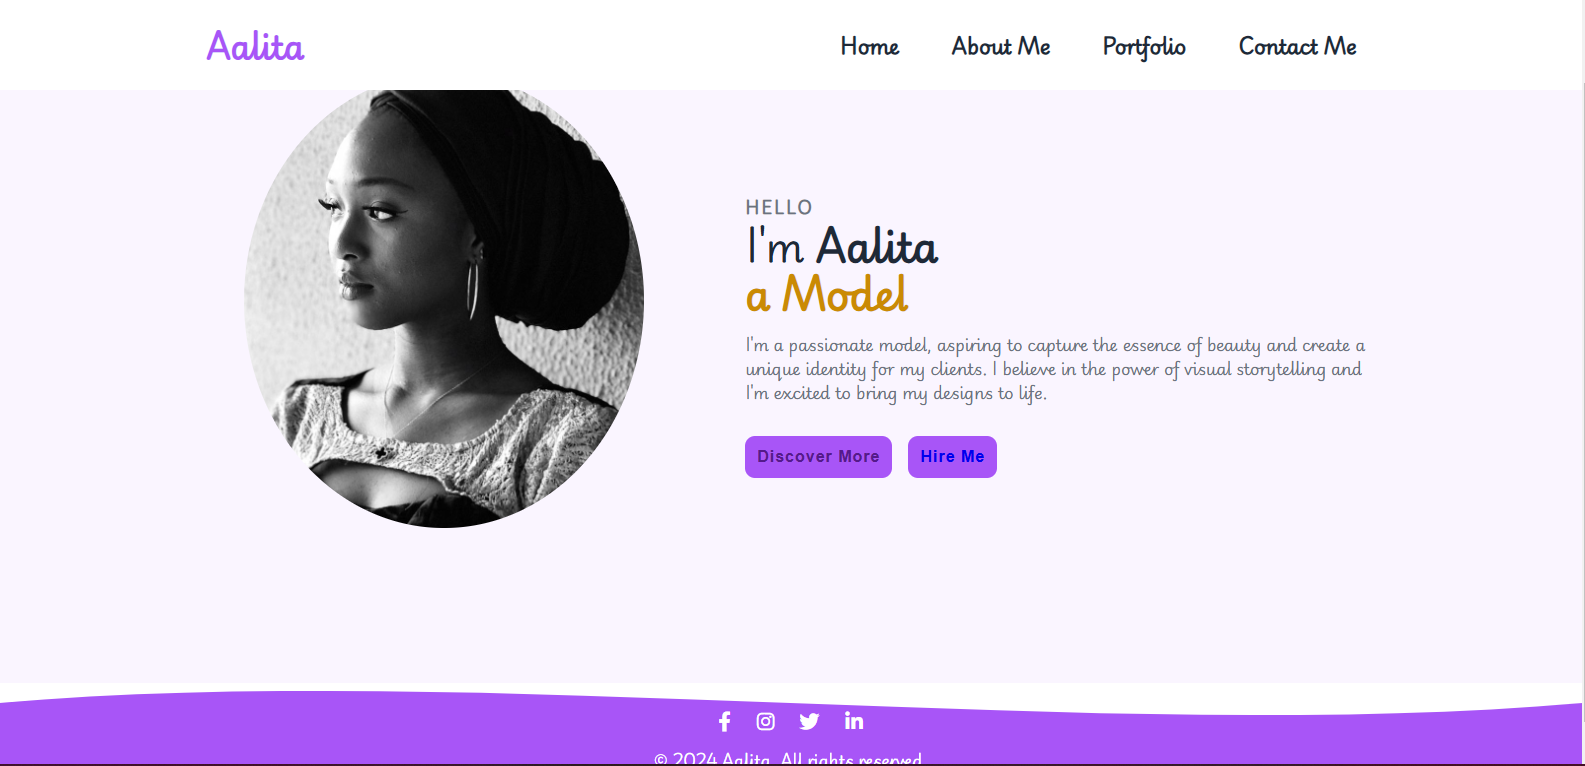 Aalita
Home About Me Portfolio Contact Me
HELLO
I'm Aalita
a Model
I'm a passionate model, aspiring to capture the essence of beauty and create a
unique identity for my clients. I believe in the power of visual storytelling and
I'm excited to bring my designs to life.
Discover More Hire Me
© 2024 Aalita. All rights reserved